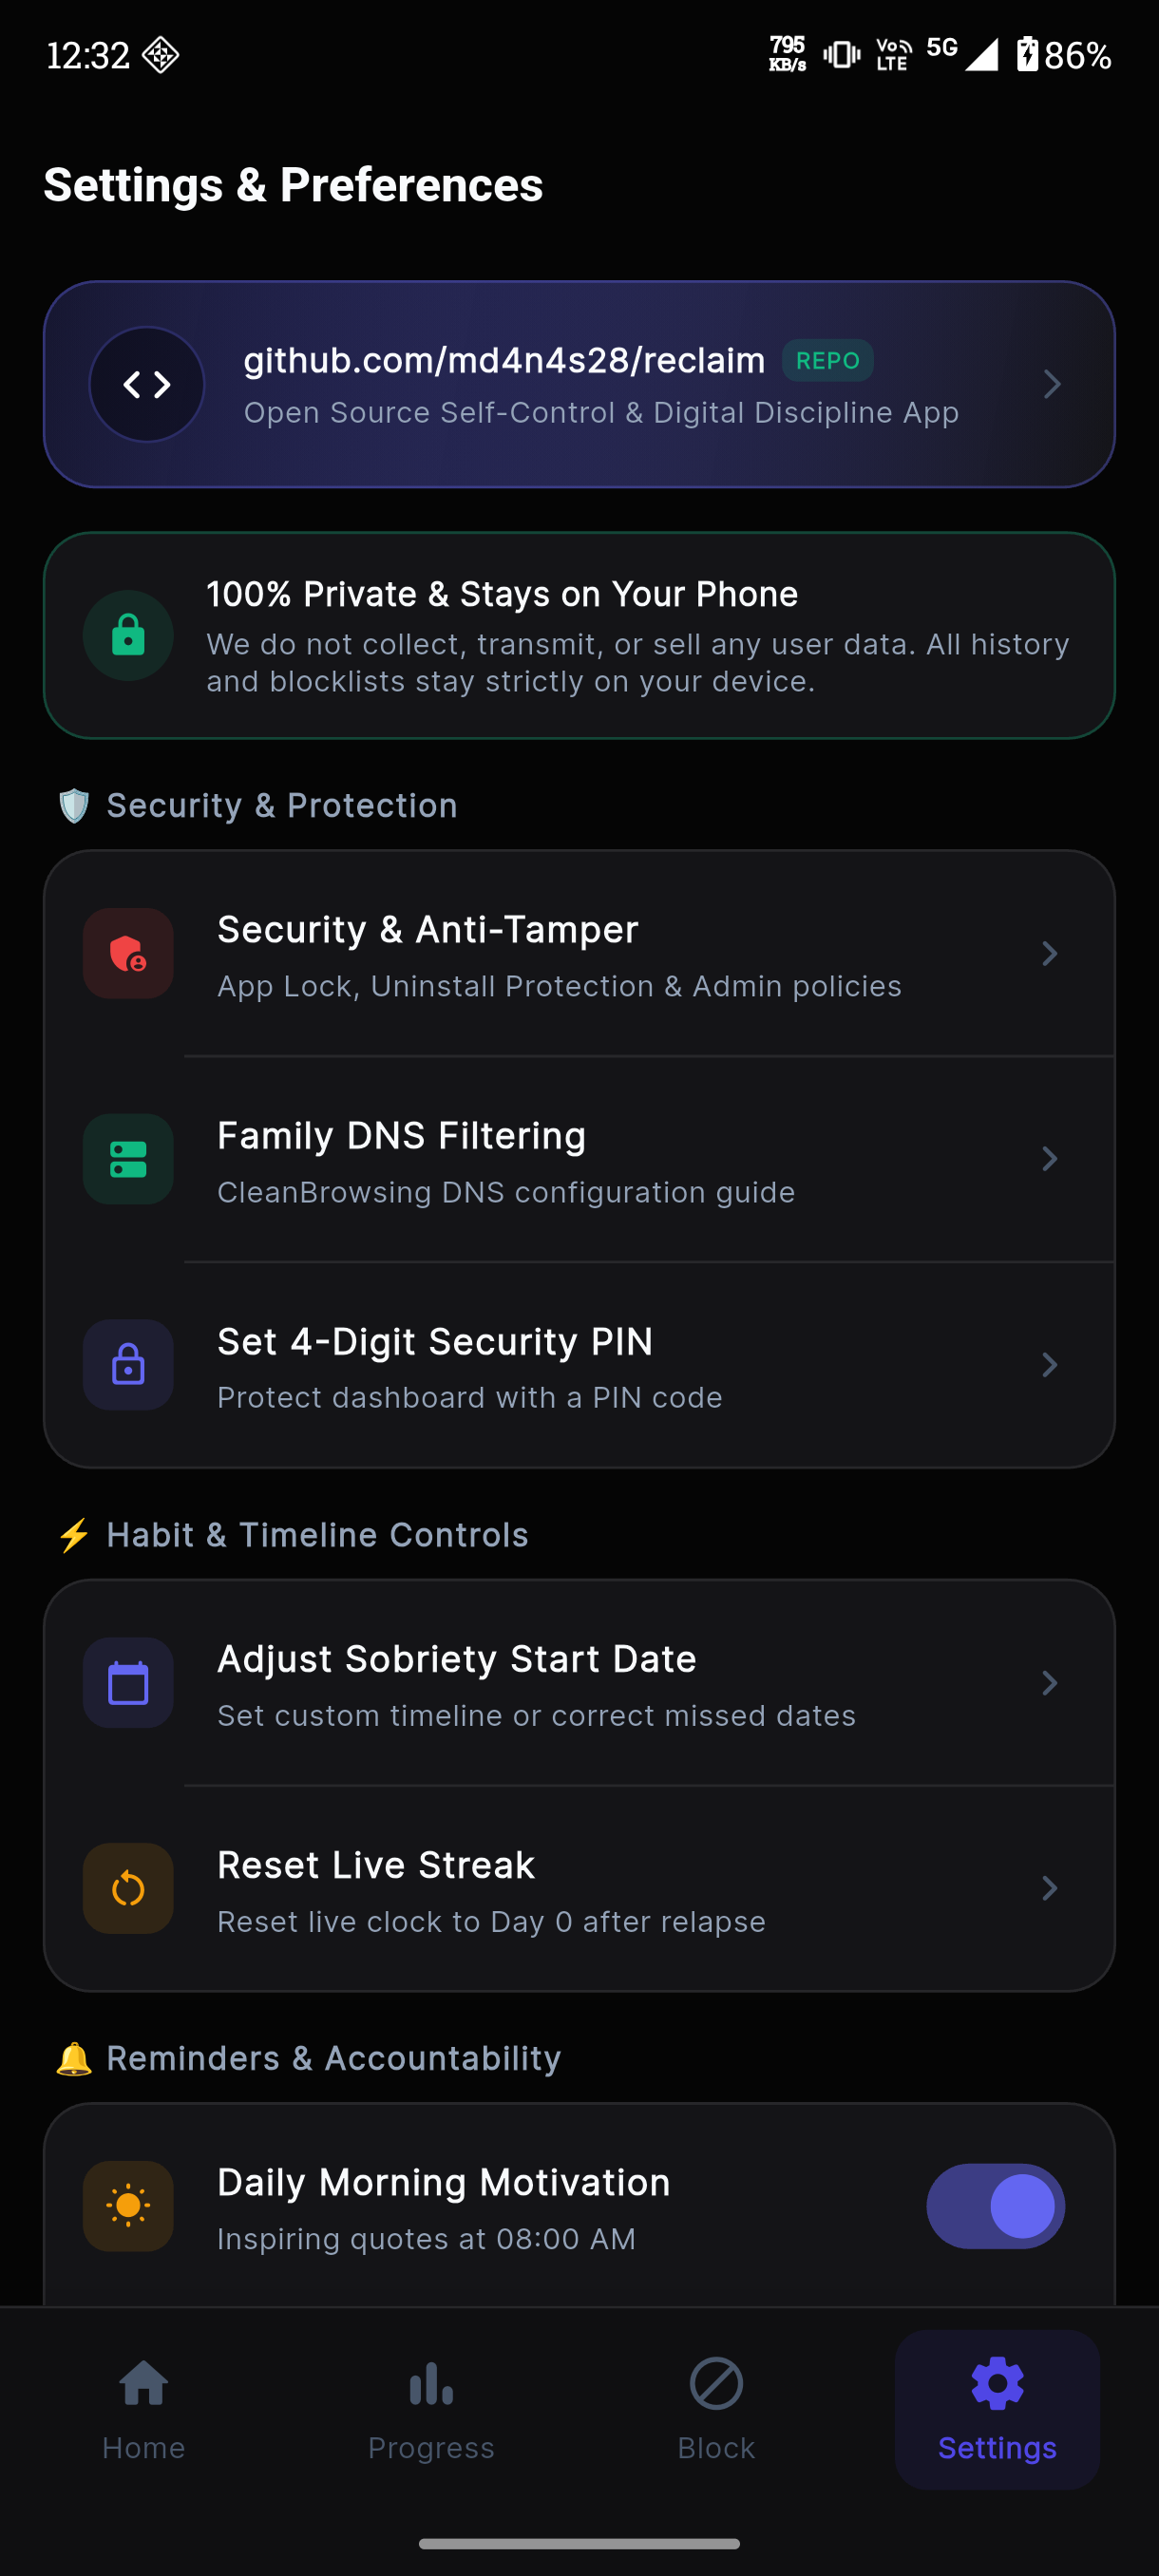 12:32
795 KB/s Vo LTE 5G 86%
Settings & Preferences
github.com/md4n4s28/reclaim REPO
Open Source Self-Control & Digital Discipline App
100% Private & Stays on Your Phone
We do not collect, transmit, or sell any user data. All history
and blocklists stay strictly on your device.
🛡️ Security & Protection
Security & Anti-Tamper
App Lock, Uninstall Protection & Admin policies
Family DNS Filtering
CleanBrowsing DNS configuration guide
Set 4-Digit Security PIN
Protect dashboard with a PIN code
⚡ Habit & Timeline Controls
Adjust Sobriety Start Date
Set custom timeline or correct missed dates
Reset Live Streak
Reset live clock to Day 0 after relapse
🔔 Reminders & Accountability
Daily Morning Motivation
Inspiring quotes at 08:00 AM
Home
Progress
Block
Settings